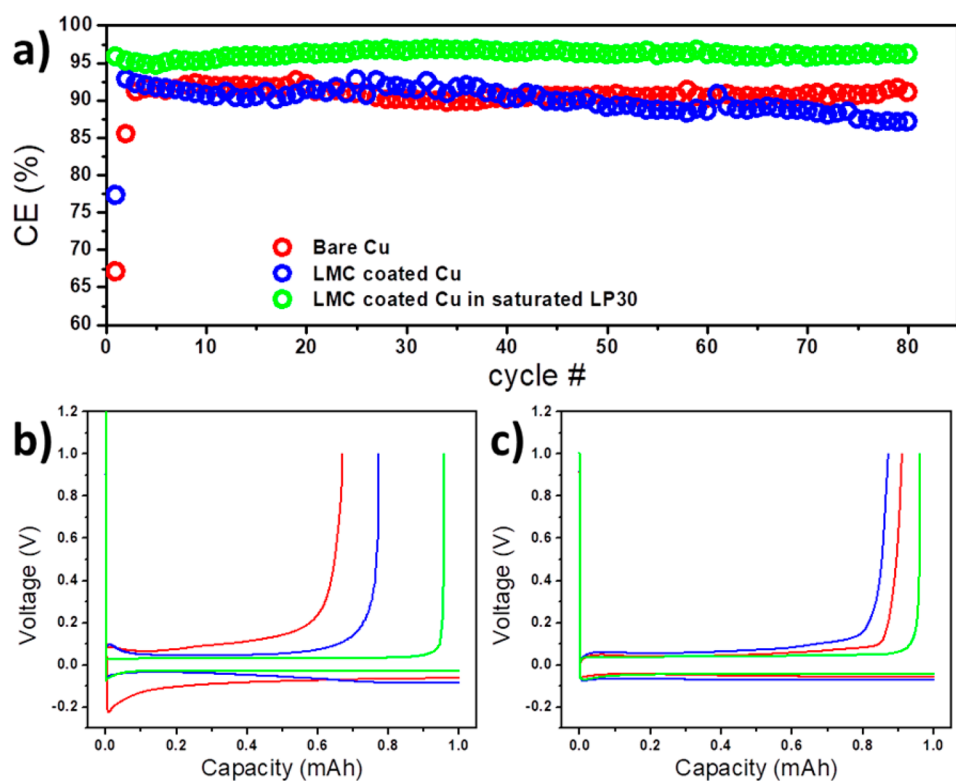 a)
CE (%)
100
95
90
85
80
75
70
65
60
Bare Cu
LMC coated Cu
LMC coated Cu in saturated LP30
0 10 20 30 40 50 60 70 80
cycle #
b)
Voltage (V)
1.2
1.0
0.8
0.6
0.4
0.2
0.0
-0.2
0.0 0.2 0.4 0.6 0.8 1.0
Capacity (mAh)
c)
Voltage (V)
1.2
1.0
0.8
0.6
0.4
0.2
0.0
-0.2
0.0 0.2 0.4 0.6 0.8 1.0
Capacity (mAh)